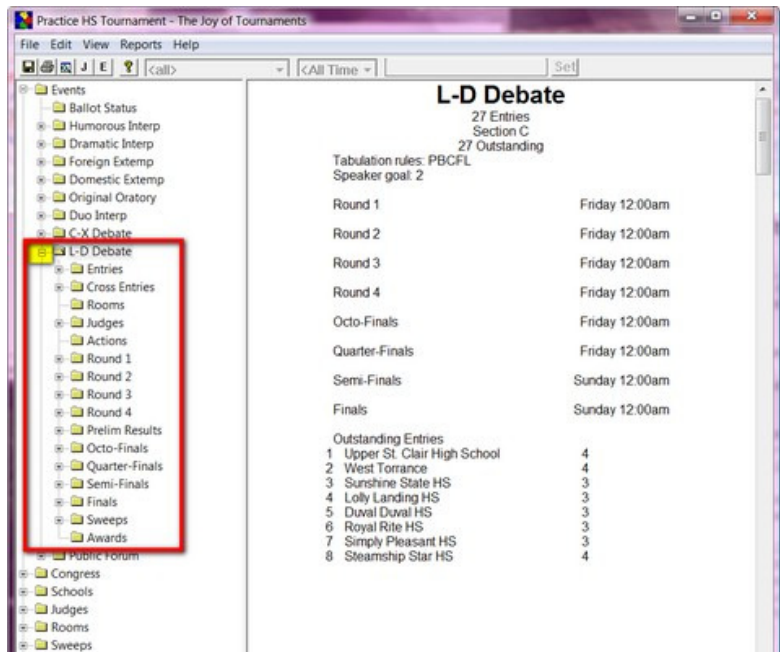 Practice HS Tournament - The Joy of Tournaments
File Edit View Reports Help
J E ? <all> <All Time Set
Events
Ballot Status
Humorous Interp
Dramatic Interp
Foreign Extemp
Domestic Extemp
Original Oratory
Duo Interp
C-X Debate
L-D Debate
Entries
Cross Entries
Rooms
Judges
Actions
Round 1
Round 2
Round 3
Round 4
Prelim Results
Octo-Finals
Quarter-Finals
Semi-Finals
Finals
Sweeps
Awards
Public Forum
Congress
Schools
Judges
Rooms
Sweeps
L-D Debate
27 Entries
Section C
27 Outstanding
Tabulation rules: PBCFL
Speaker goal: 2
Round 1 Friday 12:00am
Round 2 Friday 12:00am
Round 3 Friday 12:00am
Round 4 Friday 12:00am
Octo-Finals Friday 12:00am
Quarter-Finals Friday 12:00am
Semi-Finals Sunday 12:00am
Finals Sunday 12:00am
Outstanding Entries
1 Upper St. Clair High School 4
2 West Torrance 4
3 Sunshine State HS 3
4 Lolly Landing HS 3
5 Duval Duval HS 3
6 Royal Rite HS 3
7 Simply Pleasant HS 3
8 Steamship Star HS 4